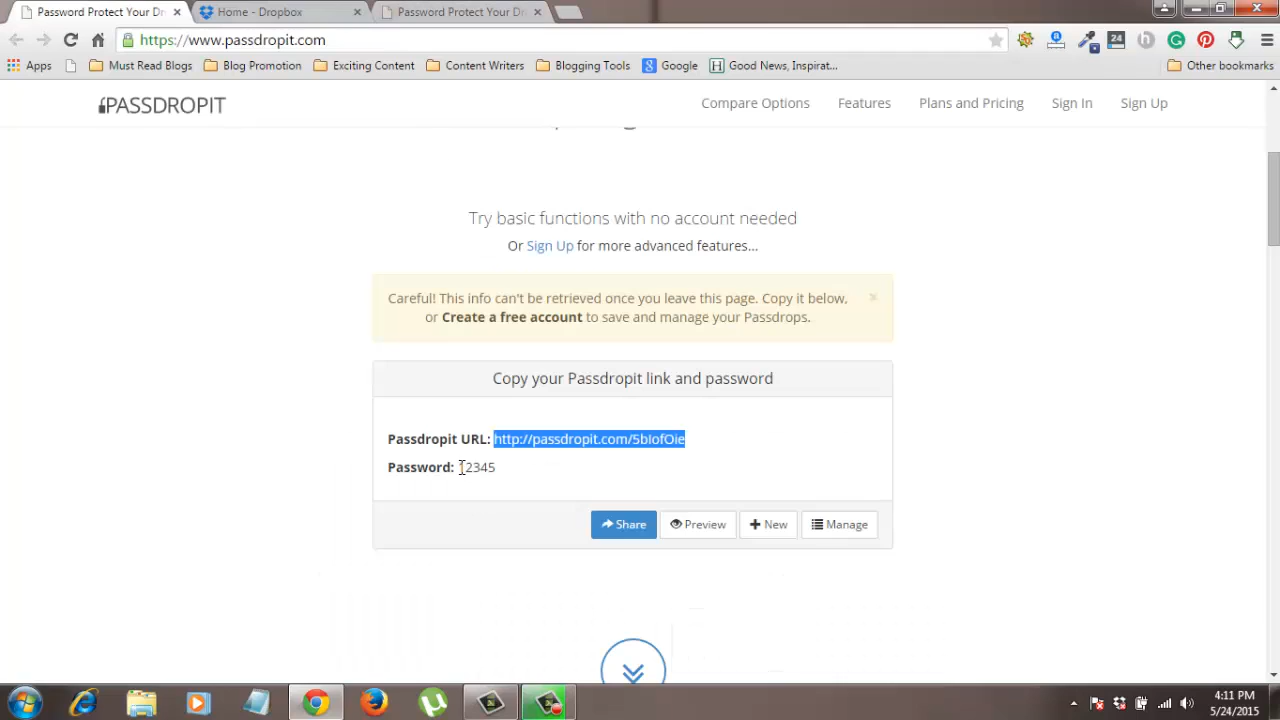 Password Protect Your Dr
Home - Dropbox
Password Protect Your Dr
https://www.passdropit.com
24
Apps
Must Read Blogs
Blog Promotion
Exciting Content
Content Writers
Blogging Tools
Google
Good News, Inspirat...
Other bookmarks
PASSDROPIT
Compare Options
Features
Plans and Pricing
Sign In
Sign Up
Try basic functions with no account needed
Or Sign Up for more advanced features...
Careful! This info can't be retrieved once you leave this page. Copy it below,
or Create a free account to save and manage your Passdrops.
Copy your Passdropit link and password
Passdropit URL: http://passdropit.com/5bIofOie
Password: 12345
Share
Preview
New
Manage
4:11 PM
5/24/2015